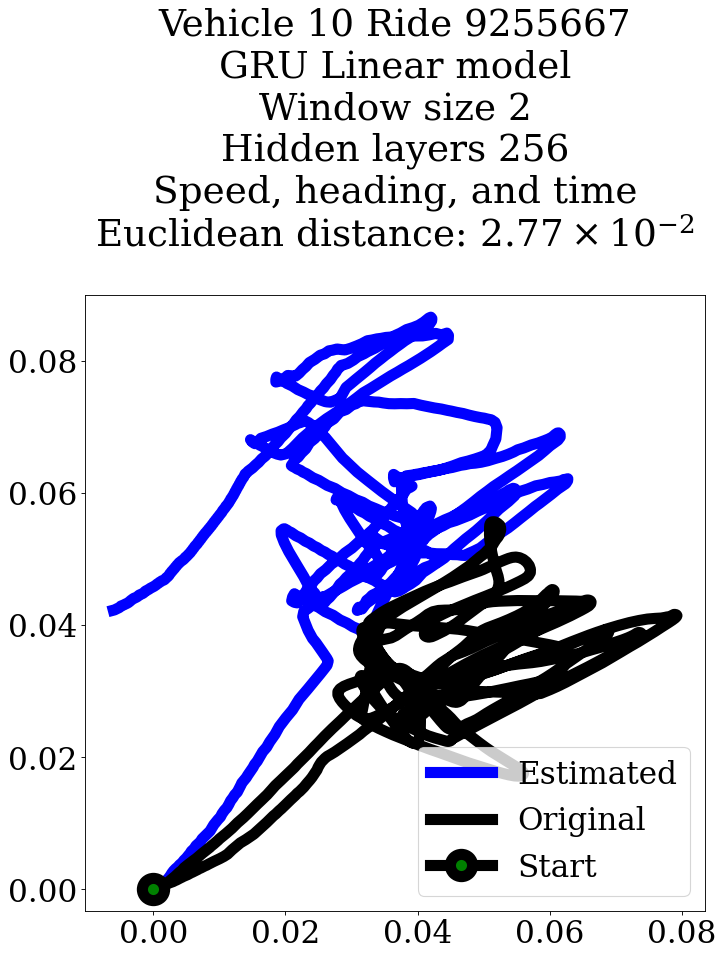 Vehicle 10 Ride 9255667
GRU Linear model
Window size 2
Hidden layers 256
Speed, heading, and time
Euclidean distance: 2.77 × 10⁻²
0.08
0.06
0.04
0.02
0.00
Estimated
Original
Start
0.00 0.02 0.04 0.06 0.08